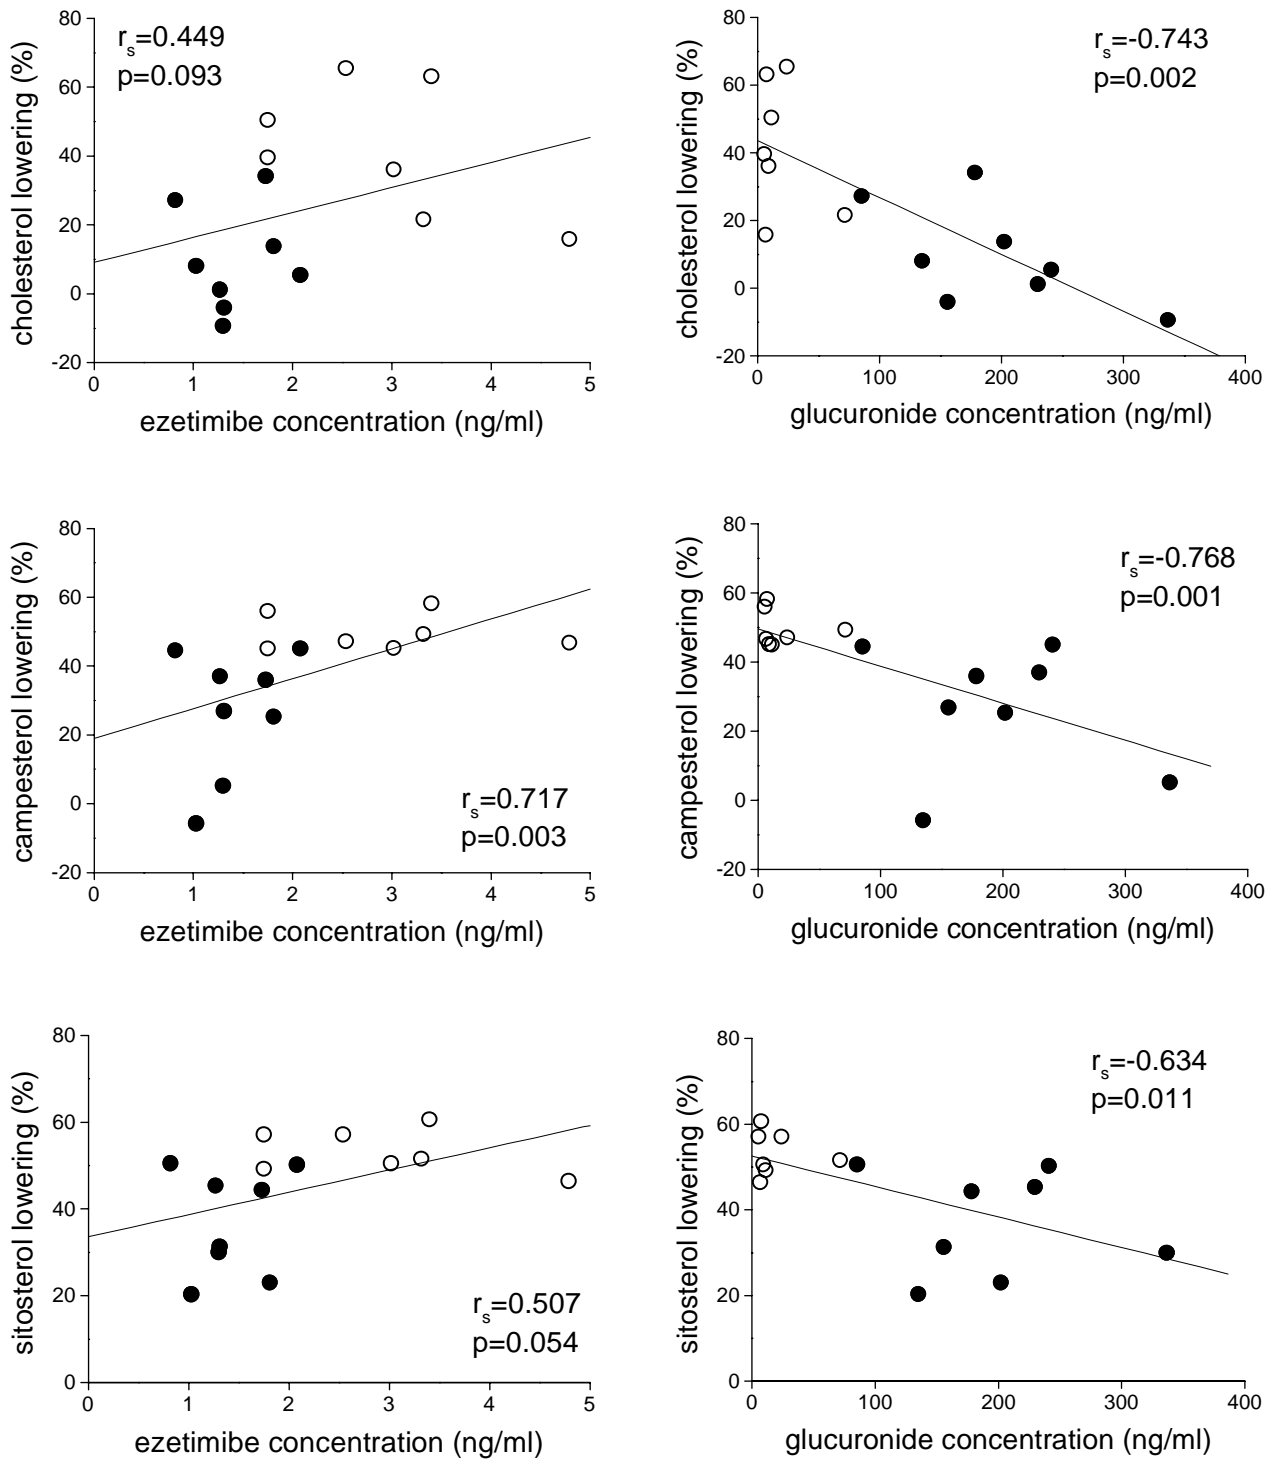 80
60
40
20
0
-20
cholesterol lowering (%)
r_s=0.449
p=0.093
0 1 2 3 4 5
ezetimibe concentration (ng/ml)
80
60
40
20
0
-20
cholesterol lowering (%)
r_s=-0.743
p=0.002
0 100 200 300 400
glucuronide concentration (ng/ml)
80
60
40
20
0
-20
campesterol lowering (%)
r_s=0.717
p=0.003
0 1 2 3 4 5
ezetimibe concentration (ng/ml)
80
60
40
20
0
-20
campesterol lowering (%)
r_s=-0.768
p=0.001
0 100 200 300 400
glucuronide concentration (ng/ml)
80
60
40
20
0
sitosterol lowering (%)
r_s=0.507
p=0.054
0 1 2 3 4 5
ezetimibe concentration (ng/ml)
80
60
40
20
0
sitosterol lowering (%)
r_s=-0.634
p=0.011
0 100 200 300 400
glucuronide concentration (ng/ml)